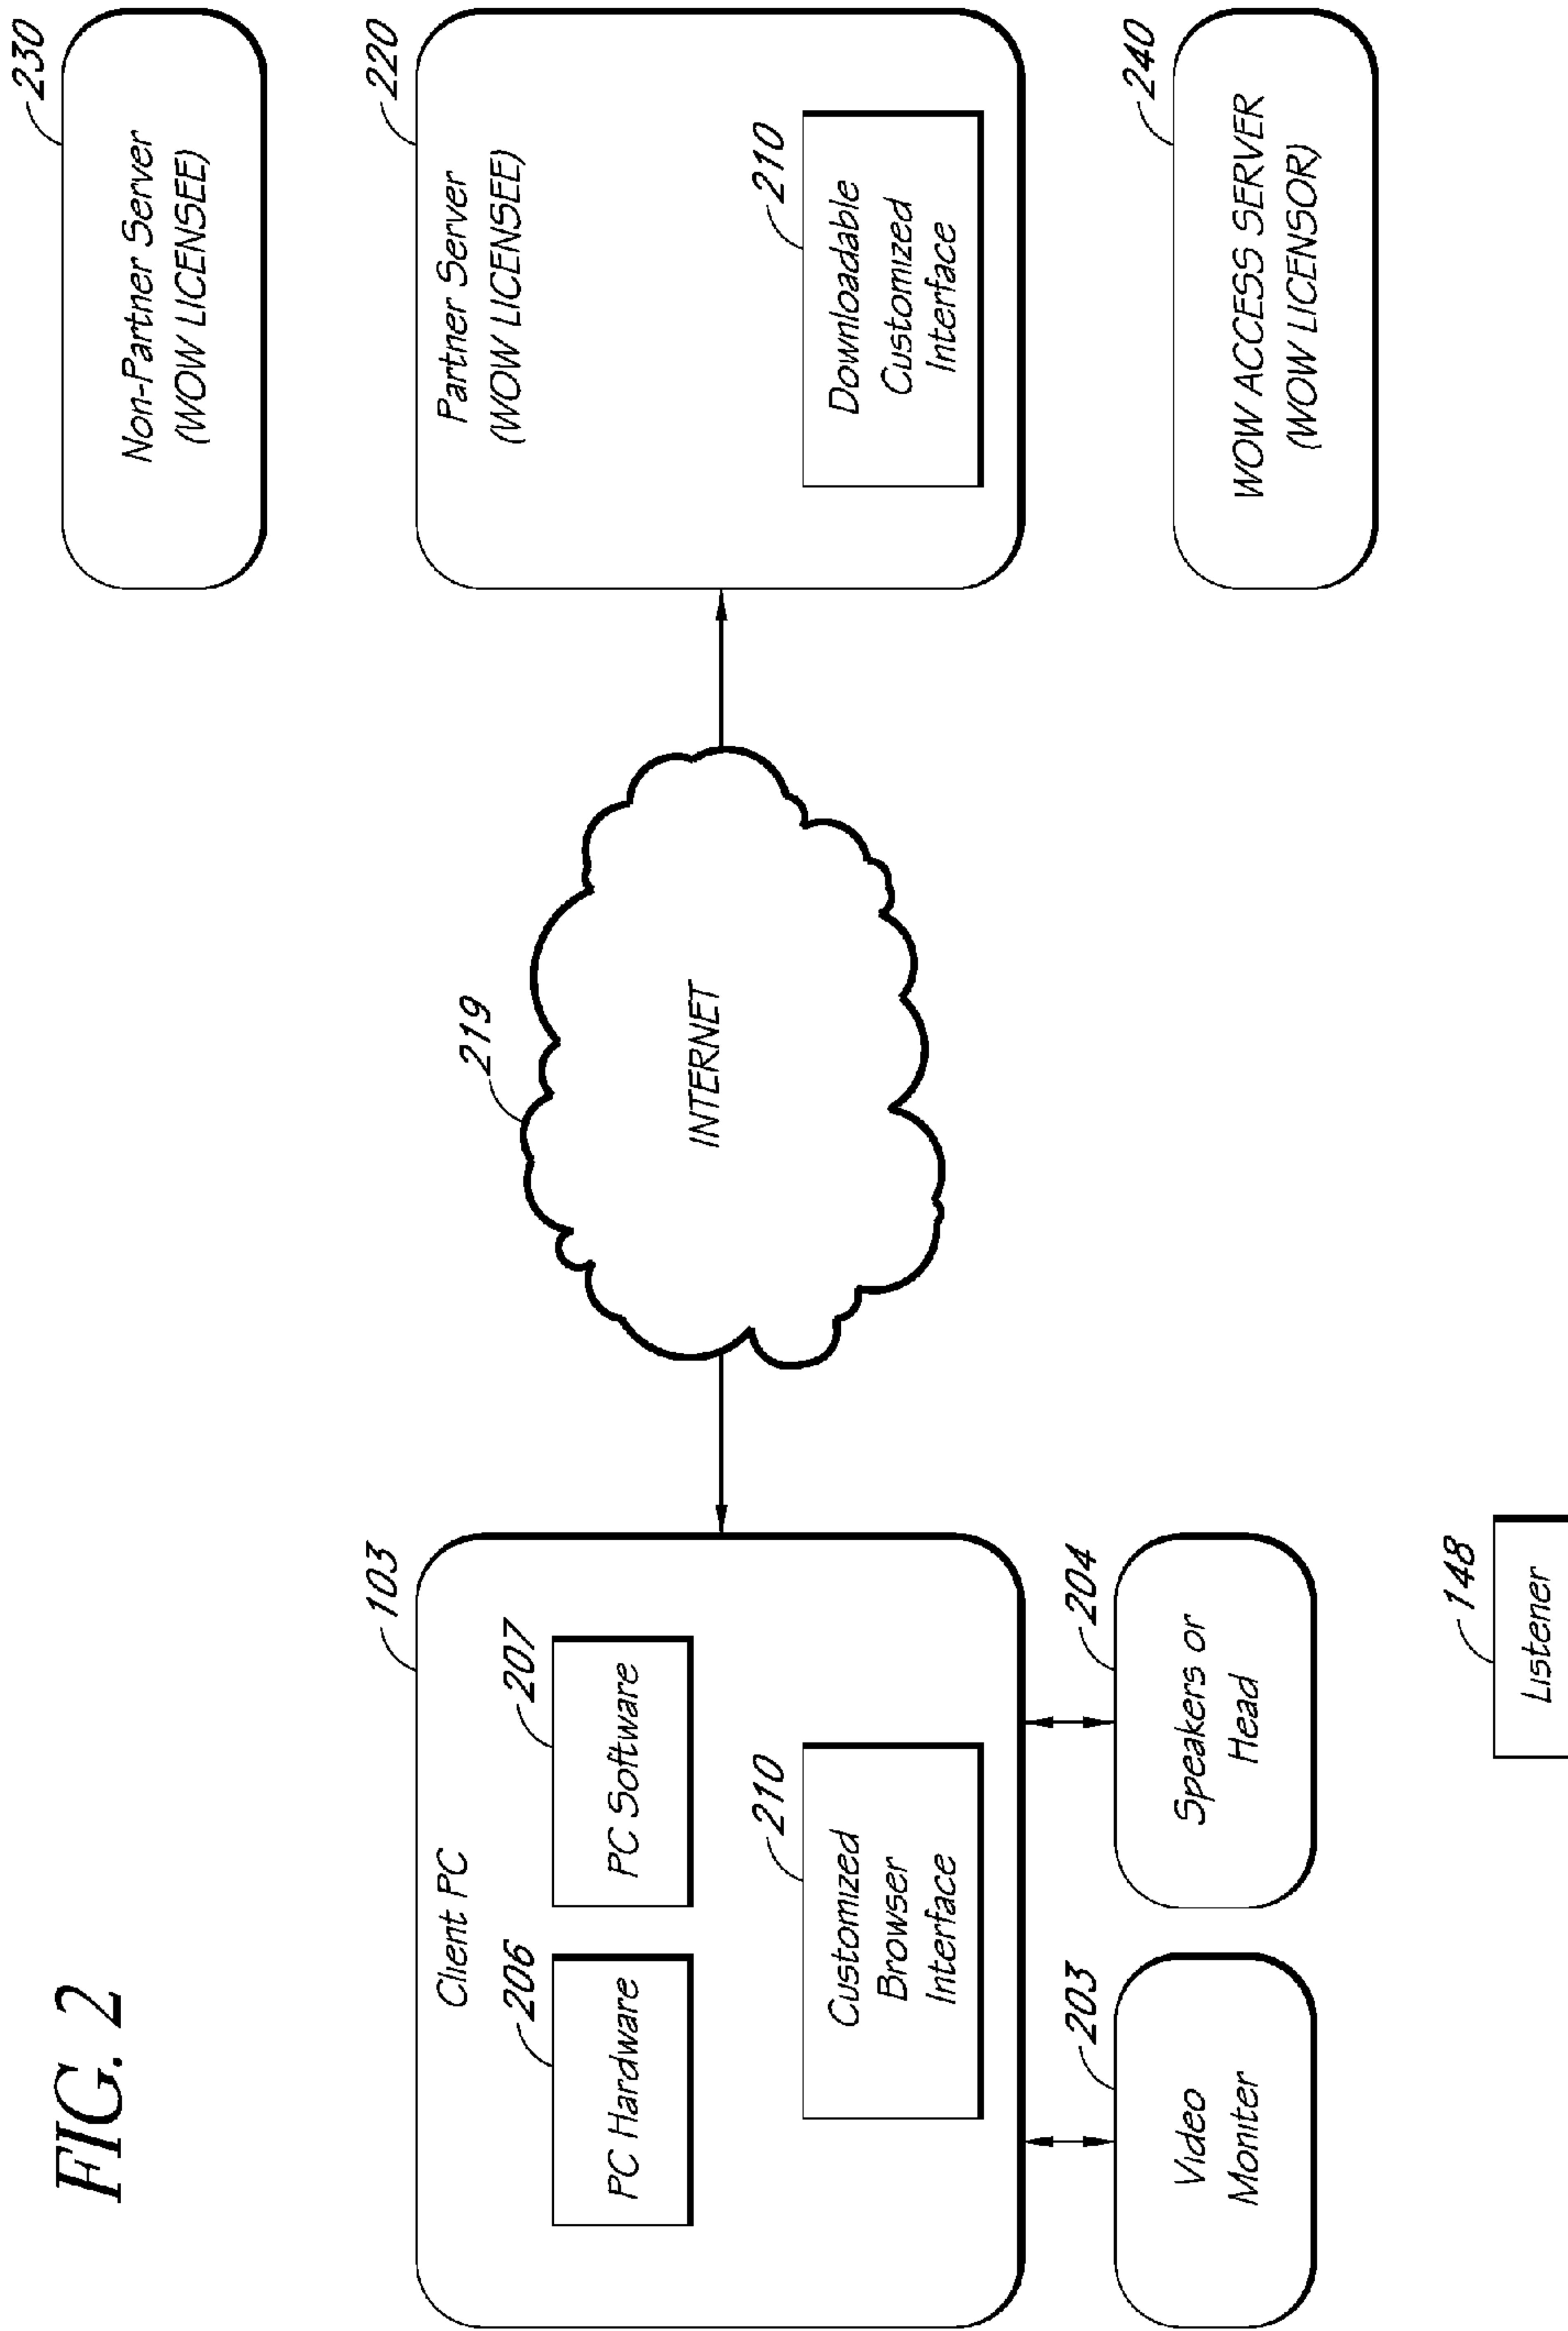 FIG. 2
103
Client PC
206
PC Hardware
207
PC Software
210
Customized
Browser
Interface
203
Video
Moniter
204
Speakers or
Head
148
Listener
219
INTERNET
230
Non-Partner Server
(WOW LICENSEE)
220
Partner Server
(WOW LICENSEE)
210
Downloadable
Customized
Interface
240
WOW ACCESS SERVER
(WOW LICENSOR)